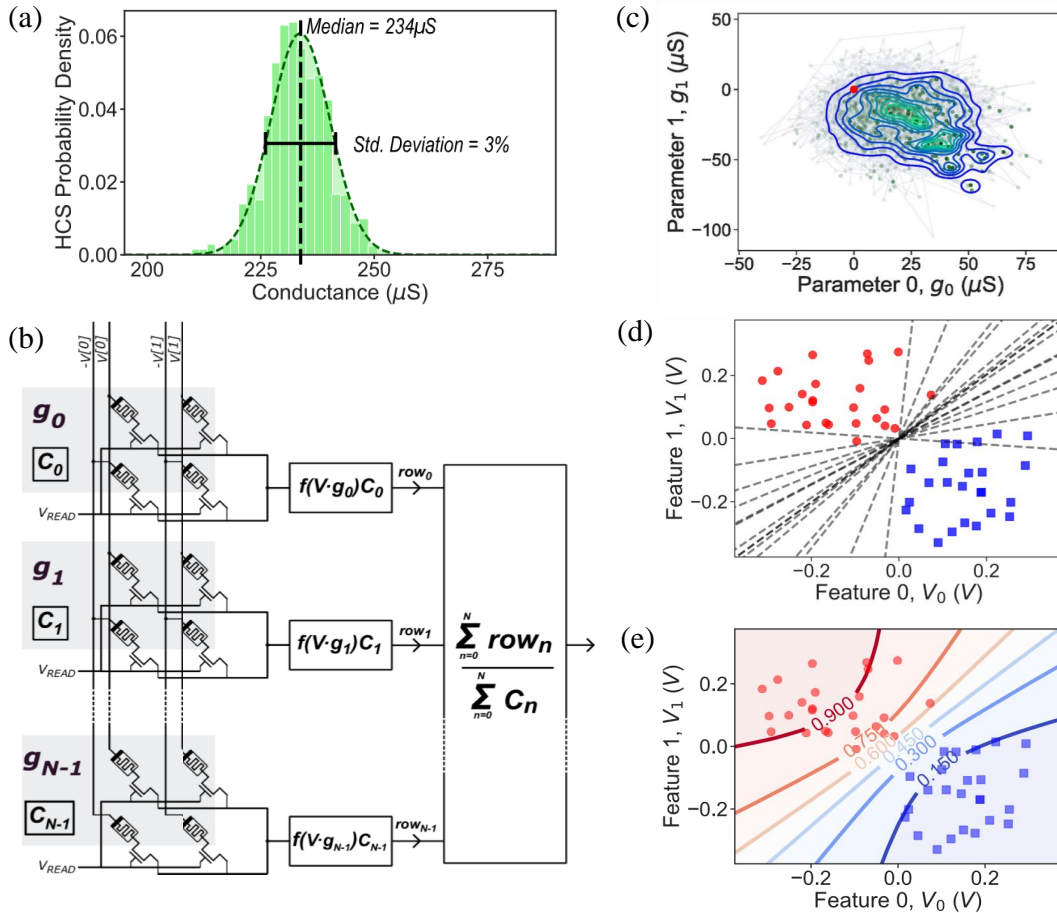 (a)
HCS Probability Density
0.06
0.04
0.02
0.00
Median = 234μS
Std. Deviation = 3%
200
225
250
275
Conductance (μS)
(b)
-v[0]
v[0]
-v[1]
v[1]
g0
C0
VREAD
f(V·g0)C0
row0
g1
C1
VREAD
f(V·g1)C1
row1
gN-1
CN-1
VREAD
f(V·gN-1)CN-1
rowN-1
N
Σ rown
n=0
N
Σ Cn
n=0
(c)
Parameter 1, g1 (μS)
50
0
−50
−100
−50
−25
0
25
50
75
Parameter 0, g0 (μS)
(d)
Feature 1, V1 (V)
0.2
0.0
−0.2
−0.2
0.0
0.2
Feature 0, V0 (V)
(e)
Feature 1, V1 (V)
0.2
0.0
−0.2
0.900
0.750
0.600
0.450
0.300
0.150
−0.2
0.0
0.2
Feature 0, V0 (V)